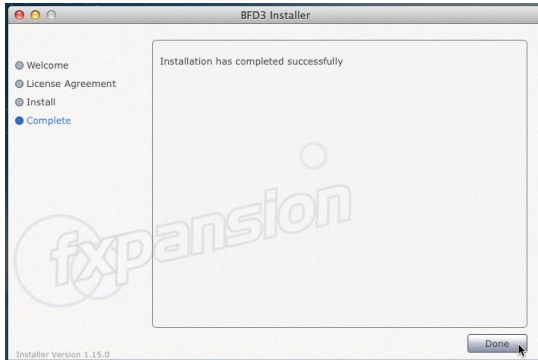 BFD3 Installer
Welcome
License Agreement
Install
Complete
Installation has completed successfully
fxpansion
Done
Installer Version 1.15.0